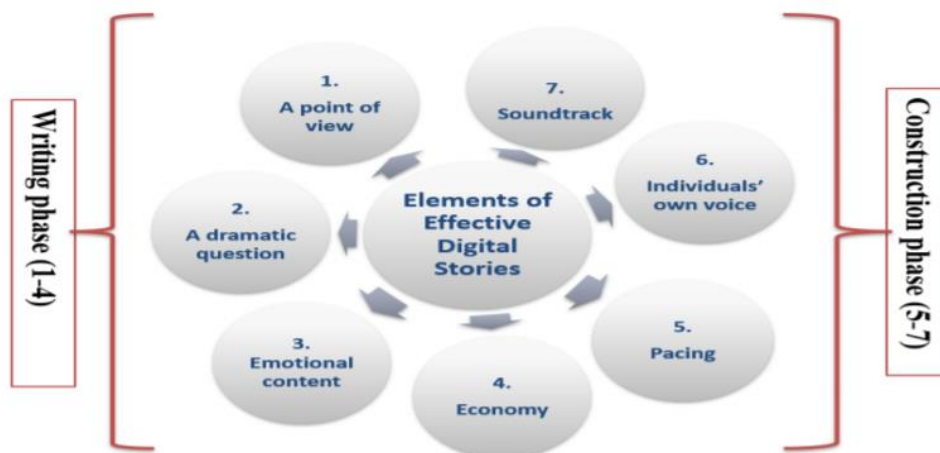 Writing phase (1-4)
1.
A point of
view
2.
A dramatic
question
3.
Emotional
content
4.
Economy
5.
Pacing
6.
Individuals'
own voice
7.
Soundtrack
Elements of
Effective
Digital
Stories
Construction phase (5-7)